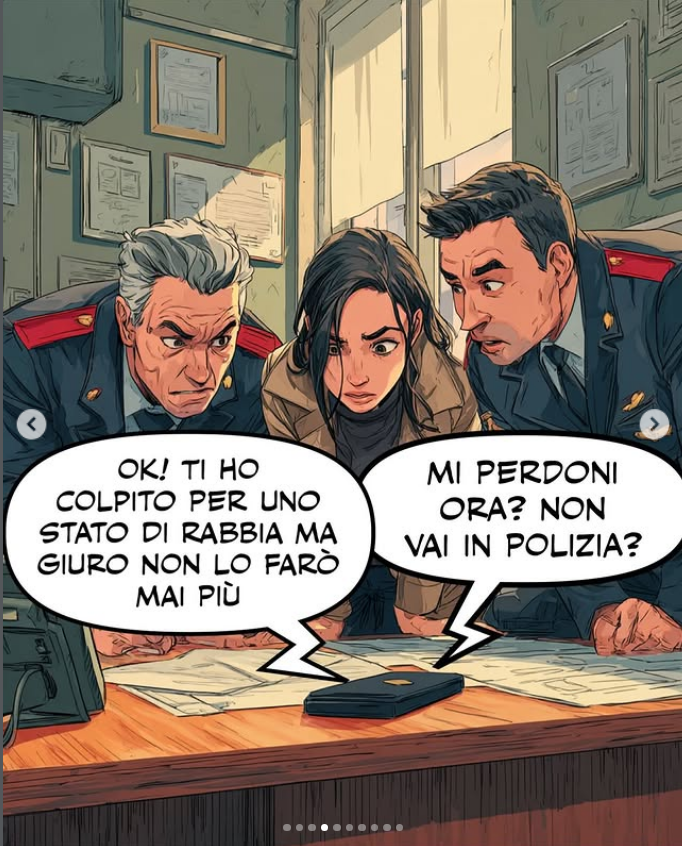 OK! TI HO
COLPITO PER UNO
STATO DI RABBIA MA
GIURO NON LO FARÒ
MAI PIÙ
MI PERDONI
ORA? NON
VAI IN POLIZIA?